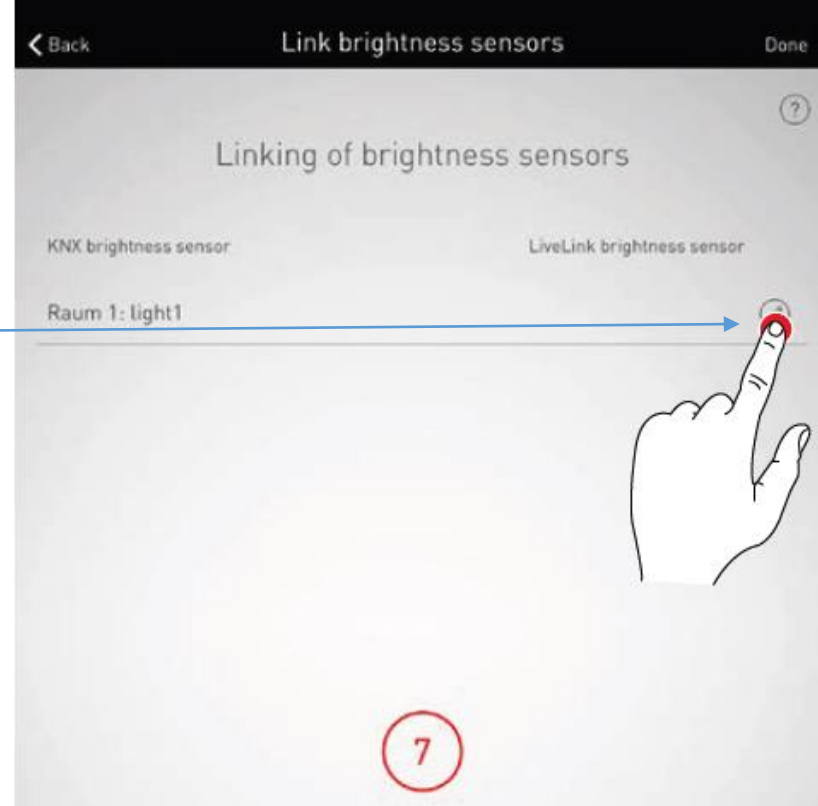 Back Link brightness sensors Done
?
Linking of brightness sensors
KNX brightness sensor LiveLink brightness sensor
Raum 1: light1
7